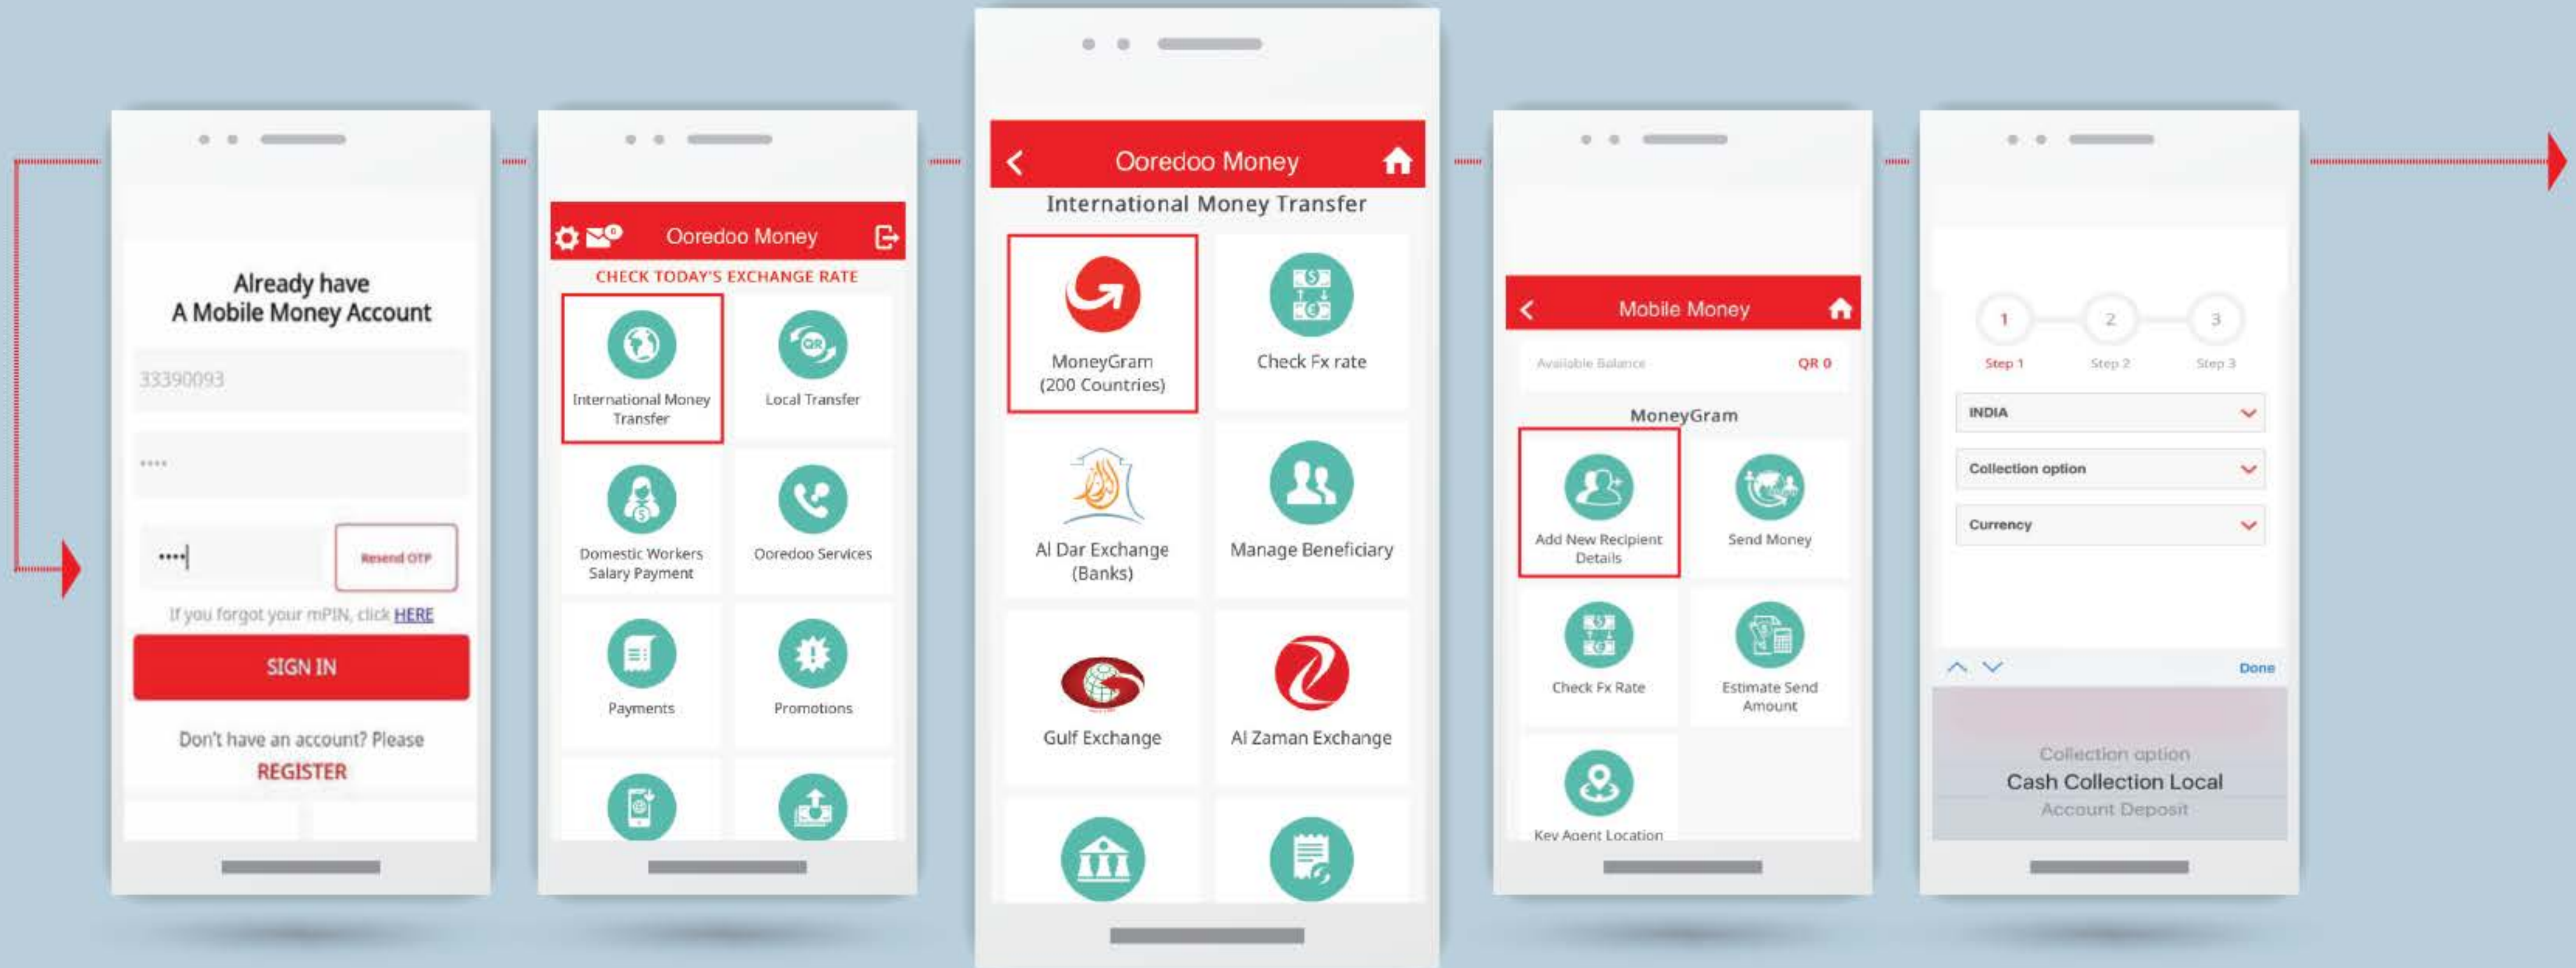 Already have
A Mobile Money Account
33390093
****
••••
Resend OTP
If you forgot your mPIN, click HERE
SIGN IN
Don't have an account? Please
REGISTER
0
Ooredoo Money
CHECK TODAY'S EXCHANGE RATE
International Money
Transfer
QR
Local Transfer
Domestic Workers
Salary Payment
Ooredoo Services
Payments
Promotions
Ooredoo Money
International Money Transfer
MoneyGram
(200 Countries)
Check Fx rate
Al Dar Exchange
(Banks)
Manage Beneficiary
Gulf Exchange
Al Zaman Exchange
Mobile Money
Available Balance
QR 0
MoneyGram
Add New Recipient
Details
Send Money
Check Fx Rate
Estimate Send
Amount
Key Agent Location
1
2
3
Step 1
Step 2
Step 3
INDIA
Collection option
Currency
Done
Collection option
Cash Collection Local
Account Deposit